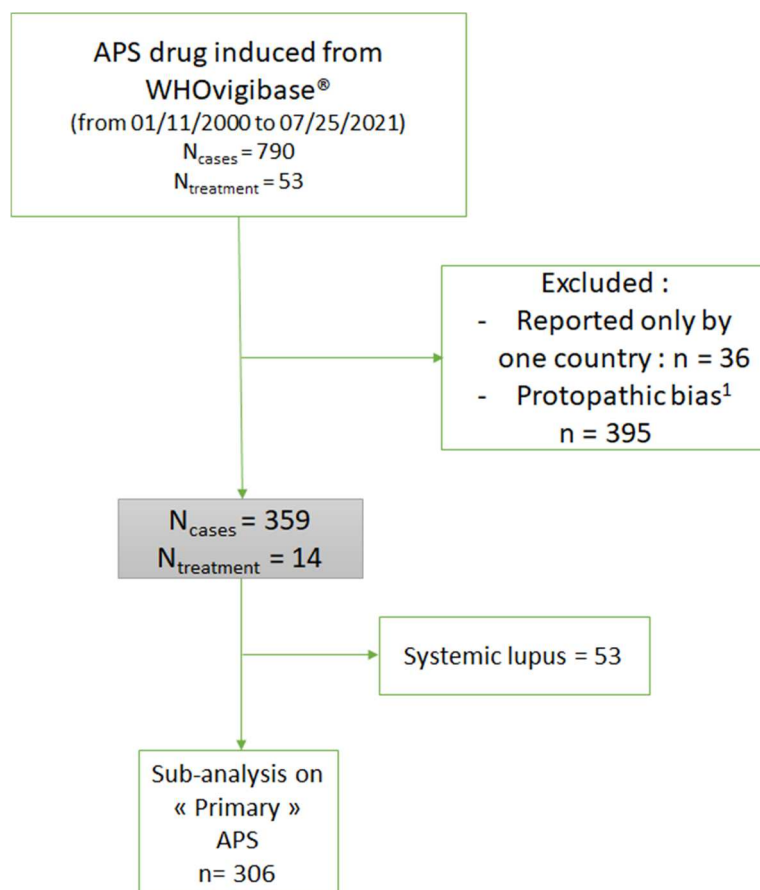 APS drug induced from
WHOvigibase®
(from 01/11/2000 to 07/25/2021)
Ncases = 790
Ntreatment = 53
Excluded :
- Reported only by
one country : n = 36
- Protopathic bias1
n = 395
Ncases = 359
Ntreatment = 14
Systemic lupus = 53
Sub-analysis on
« Primary »
APS
n= 306